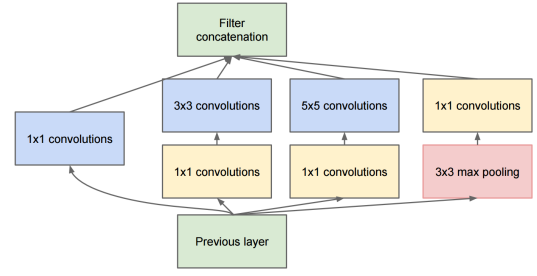 Filter
concatenation
3x3 convolutions
5x5 convolutions
1x1 convolutions
1x1 convolutions
1x1 convolutions
1x1 convolutions
3x3 max pooling
Previous layer